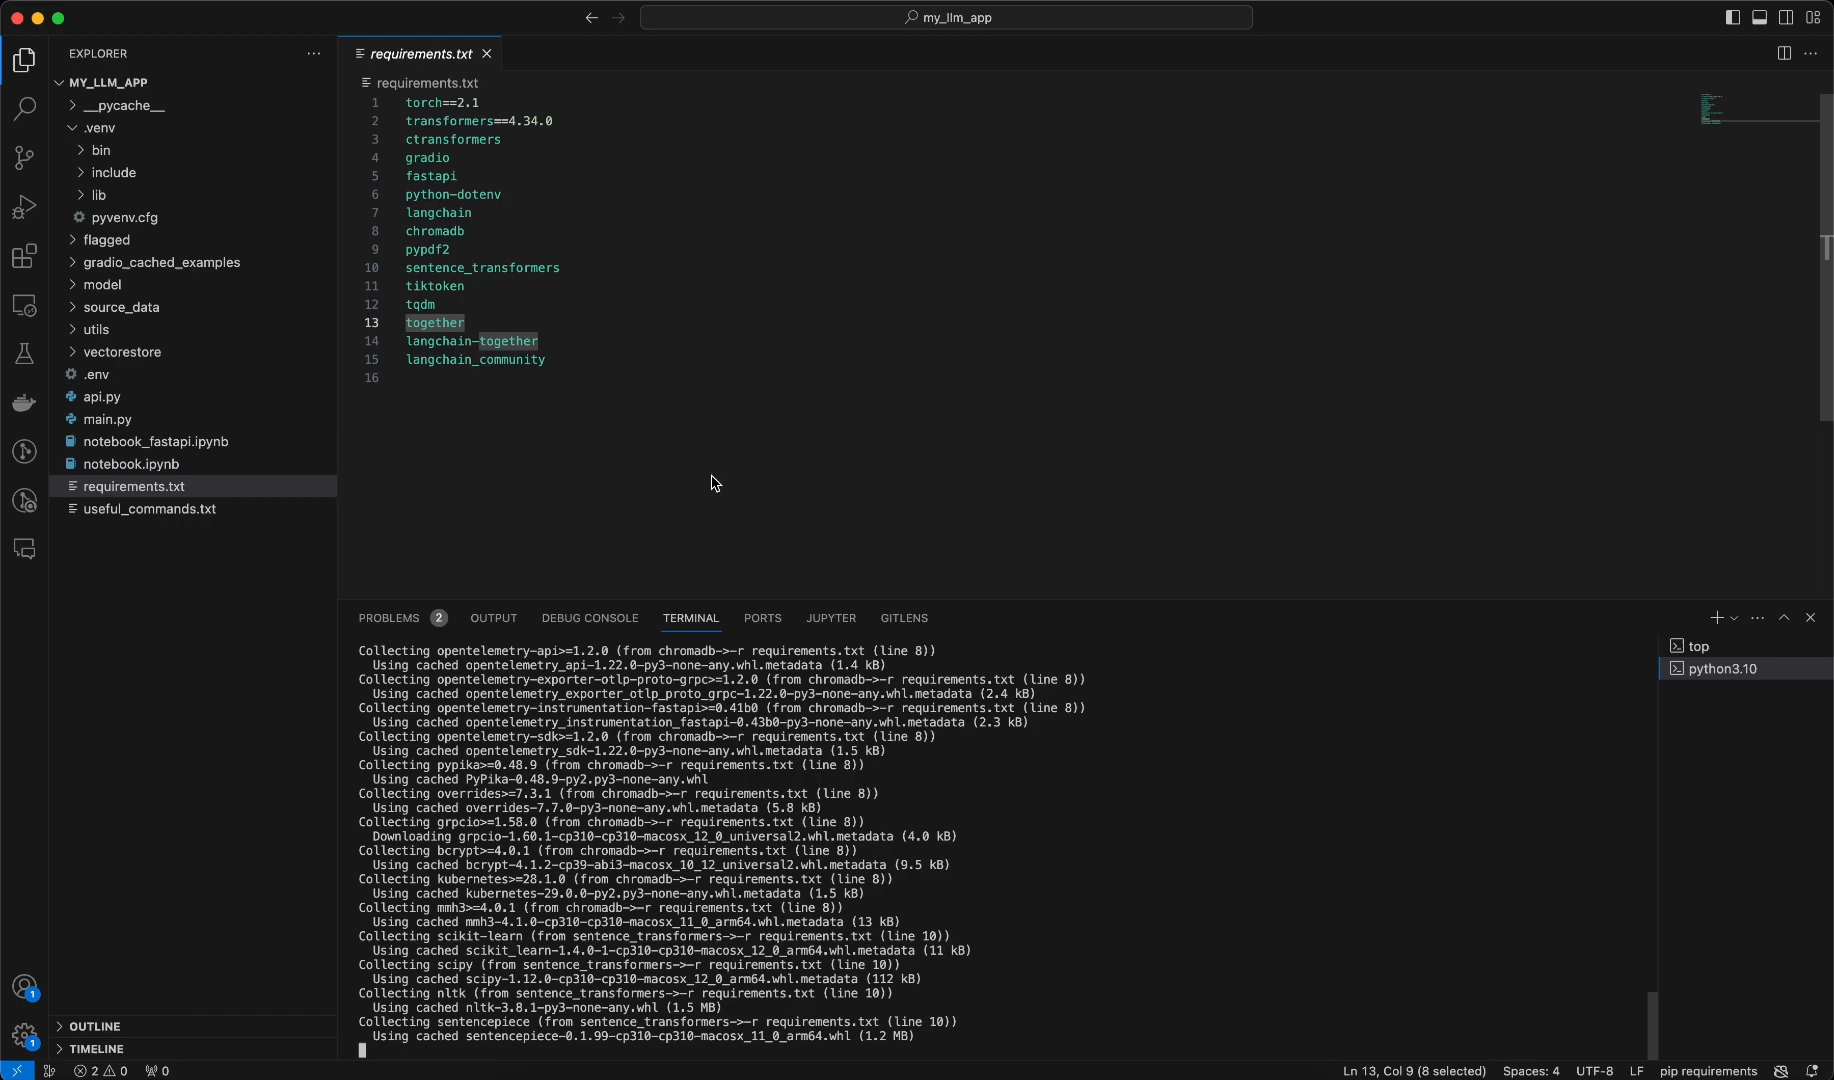 my_llm_app
EXPLORER
MY_LLM_APP
__pycache__
.venv
bin
include
lib
pyvenv.cfg
flagged
gradio_cached_examples
model
source_data
utils
vectorestore
.env
api.py
main.py
notebook_fastapi.ipynb
notebook.ipynb
requirements.txt
useful_commands.txt
OUTLINE
TIMELINE
1
1
requirements.txt
requirements.txt
1 torch==2.1
2 transformers==4.34.0
3 ctransformers
4 gradio
5 fastapi
6 python-dotenv
7 langchain
8 chromadb
9 pypdf2
10 sentence_transformers
11 tiktoken
12 tqdm
13 together
14 langchain-together
15 langchain_community
16
PROBLEMS 2 OUTPUT DEBUG CONSOLE TERMINAL PORTS JUPYTER GITLENS
Collecting opentelemetry-api>=1.2.0 (from chromadb->-r requirements.txt (line 8))
Using cached opentelemetry_api-1.22.0-py3-none-any.whl.metadata (1.4 kB)
Collecting opentelemetry-exporter-otlp-proto-grpc>=1.2.0 (from chromadb->-r requirements.txt (line 8))
Using cached opentelemetry_exporter_otlp_proto_grpc-1.22.0-py3-none-any.whl.metadata (2.4 kB)
Collecting opentelemetry-instrumentation-fastapi>=0.41b0 (from chromadb->-r requirements.txt (line 8))
Using cached opentelemetry_instrumentation_fastapi-0.43b0-py3-none-any.whl.metadata (2.3 kB)
Collecting opentelemetry-sdk>=1.2.0 (from chromadb->-r requirements.txt (line 8))
Using cached opentelemetry_sdk-1.22.0-py3-none-any.whl.metadata (1.5 kB)
Collecting pypika>=0.48.9 (from chromadb->-r requirements.txt (line 8))
Using cached PyPika-0.48.9-py2.py3-none-any.whl
Collecting overrides>=7.3.1 (from chromadb->-r requirements.txt (line 8))
Using cached overrides-7.7.0-py3-none-any.whl.metadata (5.8 kB)
Collecting grpcio>=1.58.0 (from chromadb->-r requirements.txt (line 8))
Downloading grpcio-1.60.1-cp310-cp310-macosx_12_0_universal2.whl.metadata (4.0 kB)
Collecting bcrypt>=4.0.1 (from chromadb->-r requirements.txt (line 8))
Using cached bcrypt-4.1.2-cp39-abi3-macosx_10_12_universal2.whl.metadata (9.5 kB)
Collecting kubernetes>=28.1.0 (from chromadb->-r requirements.txt (line 8))
Using cached kubernetes-29.0.0-py2.py3-none-any.whl.metadata (1.5 kB)
Collecting mmh3>=4.0.1 (from chromadb->-r requirements.txt (line 8))
Using cached mmh3-4.1.0-cp310-cp310-macosx_11_0_arm64.whl.metadata (13 kB)
Collecting scikit-learn (from sentence_transformers->-r requirements.txt (line 10))
Using cached scikit_learn-1.4.0-1-cp310-cp310-macosx_12_0_arm64.whl.metadata (11 kB)
Collecting scipy (from sentence_transformers->-r requirements.txt (line 10))
Using cached scipy-1.12.0-cp310-cp310-macosx_12_0_arm64.whl.metadata (112 kB)
Collecting nltk (from sentence_transformers->-r requirements.txt (line 10))
Using cached nltk-3.8.1-py3-none-any.whl (1.5 MB)
Collecting sentencepiece (from sentence_transformers->-r requirements.txt (line 10))
Using cached sentencepiece-0.1.99-cp310-cp310-macosx_11_0_arm64.whl (1.2 MB)
top
python3.10
2 0 0 Ln 13, Col 9 (8 selected) Spaces: 4 UTF-8 LF pip requirements